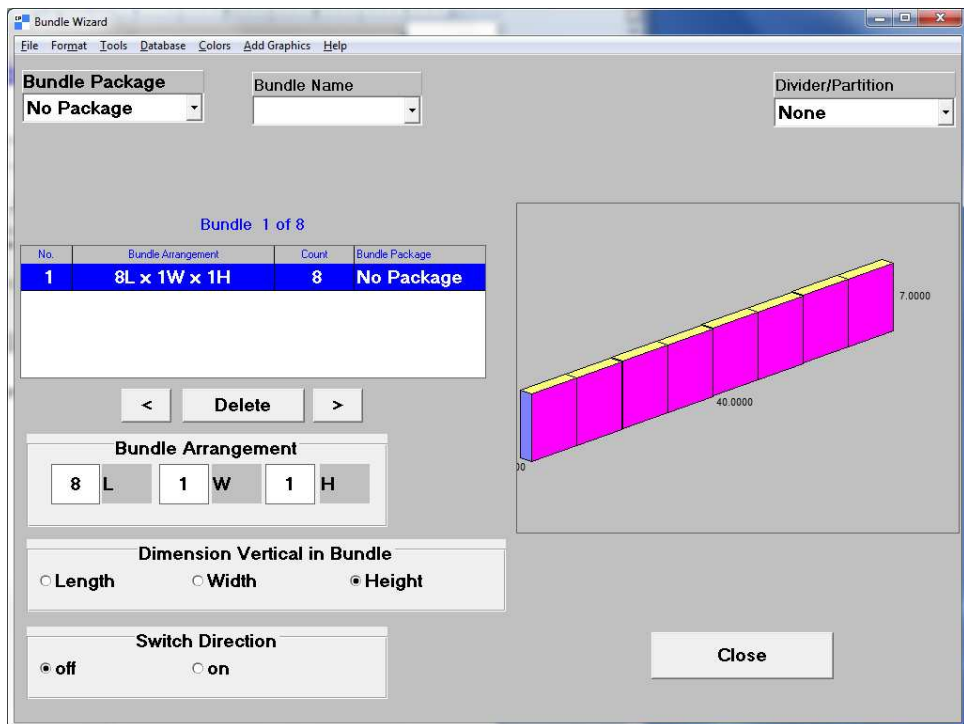 Bundle Wizard
File Format Tools Database Colors Add Graphics Help
Bundle Package
No Package
Bundle Name
Divider/Partition
None
Bundle 1 of 8
No. Bundle Arrangement Count Bundle Package
1 8L x 1W x 1H 8 No Package
7.0000
40.0000
00
< Delete >
Bundle Arrangement
8 L 1 W 1 H
Dimension Vertical in Bundle
Length Width Height
Switch Direction
off on
Close